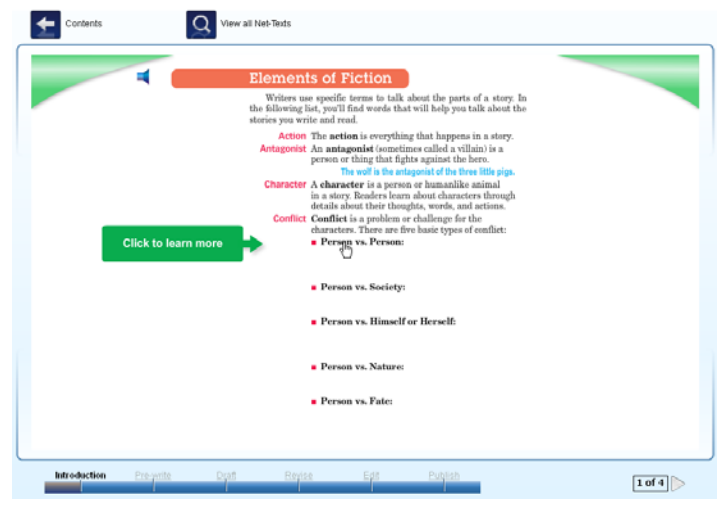 Contents
View all Net-Texts
Elements of Fiction
Writers use specific terms to talk about the parts of a story. In
the following list, you'll find words that will help you talk about the
stories you write and read.
Action The action is everything that happens in a story.
Antagonist An antagonist (sometimes called a villain) is a
person or thing that fights against the hero.
The wolf is the antagonist of the three little pigs.
Character A character is a person or humanlike animal
in a story. Readers learn about characters through
details about their thoughts, words, and actions.
Conflict Conflict is a problem or challenge for the
characters. There are five basic types of conflict:
Click to learn more
Person vs. Person:
Person vs. Society:
Person vs. Himself or Herself:
Person vs. Nature:
Person vs. Fate:
Introduction Pre-write Draft Revise Edit Publish
1 of 4